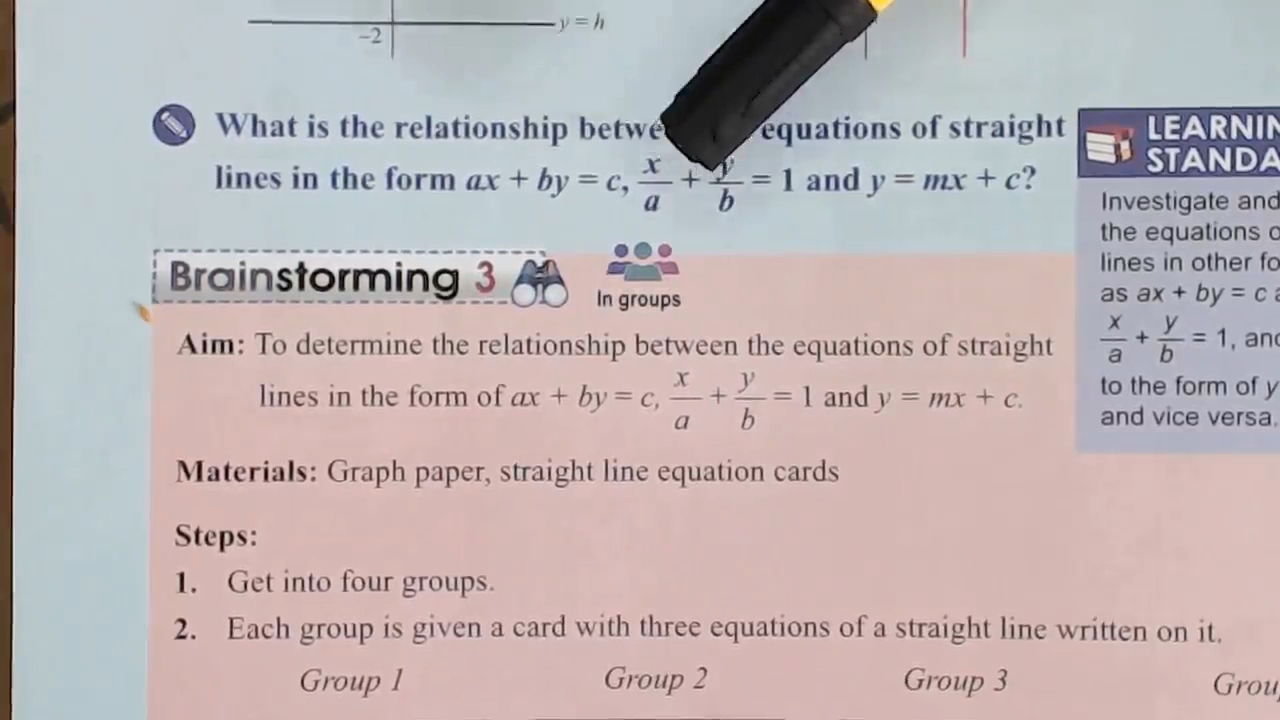 y = h
−2
What is the relationship equations of straight
lines in the form ax + by = c, x/a + y/b = 1 and y = mx + c?
LEARNIN
STANDA
Investigate and
the equations o
lines in other fo
as ax + by = c a
x/a + y/b = 1, and
to the form of y
and vice versa.
Brainstorming 3
In groups
Aim: To determine the relationship between the equations of straight
lines in the form of ax + by = c, x/a + y/b = 1 and y = mx + c.
Materials: Graph paper, straight line equation cards
Steps:
1. Get into four groups.
2. Each group is given a card with three equations of a straight line written on it.
Group 1 Group 2 Group 3 Grou